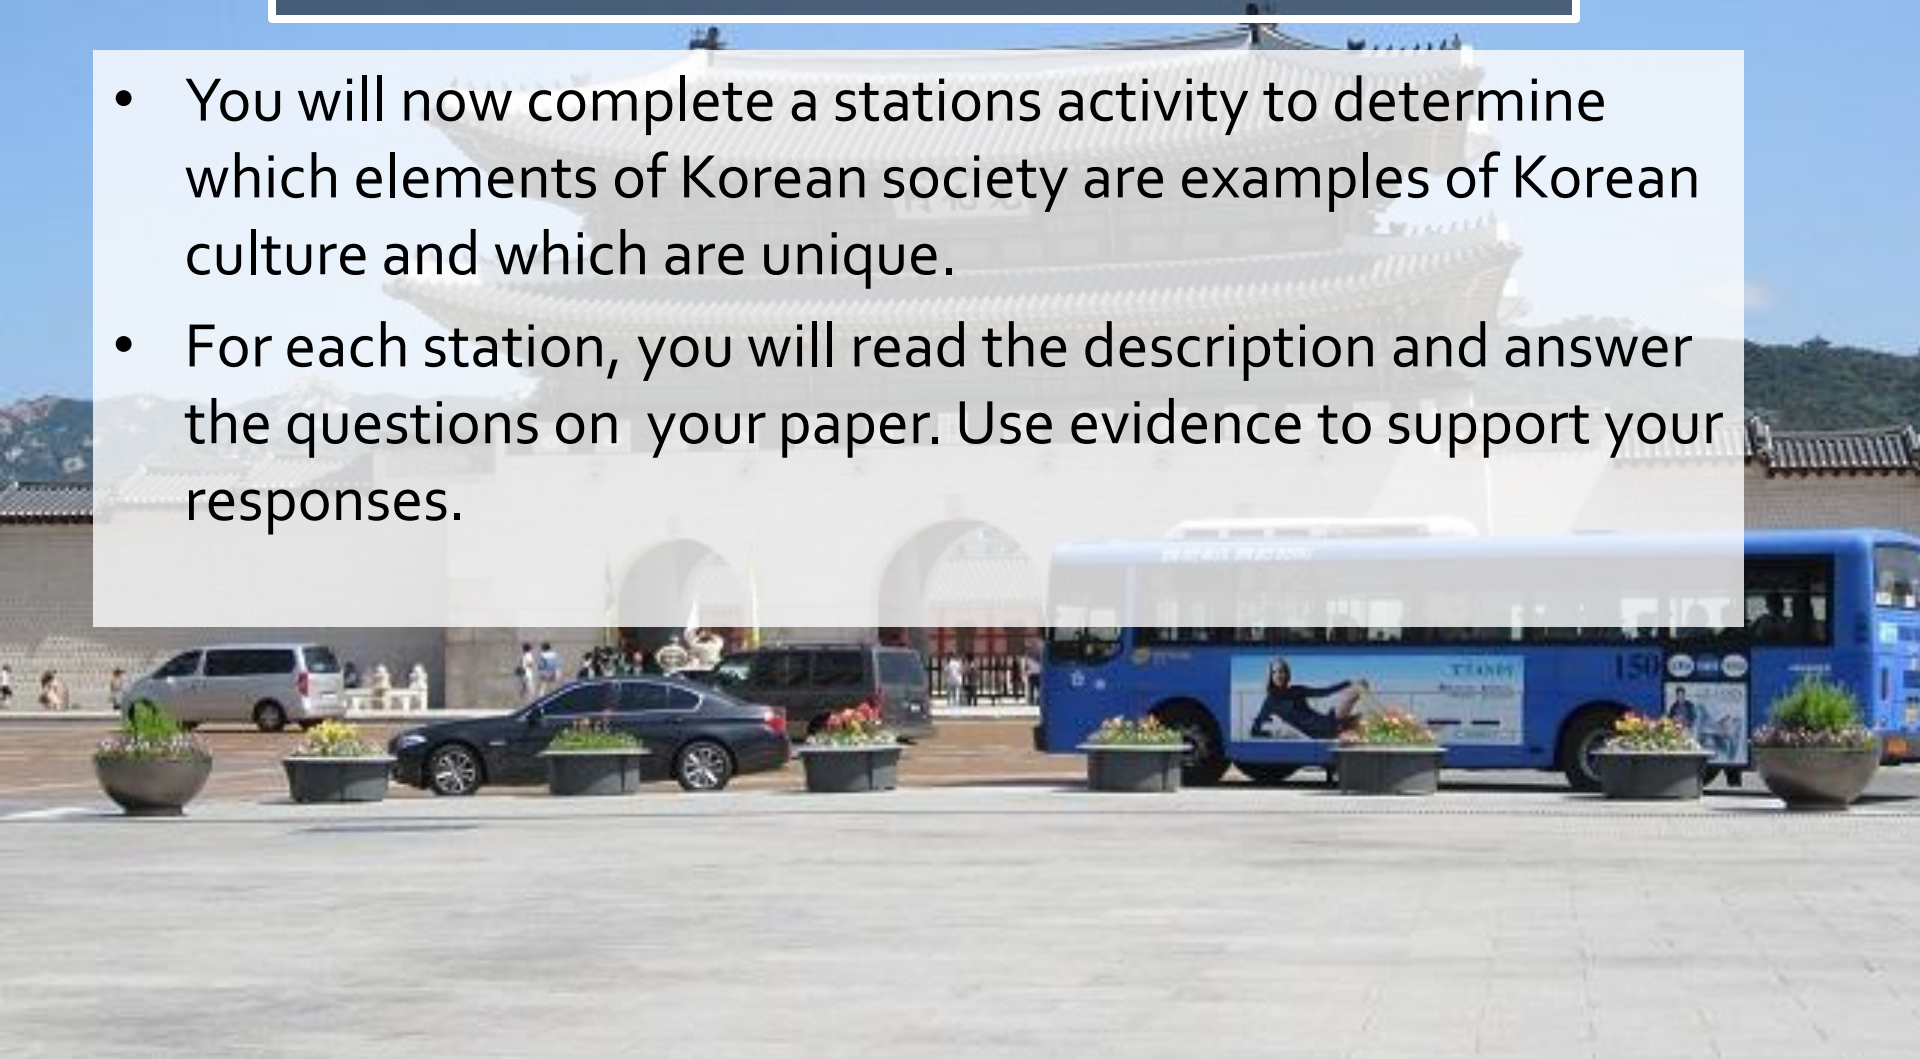 • You will now complete a stations activity to determine
which elements of Korean society are examples of Korean
culture and which are unique.
• For each station, you will read the description and answer
the questions on  your paper. Use evidence to support your
responses.
150